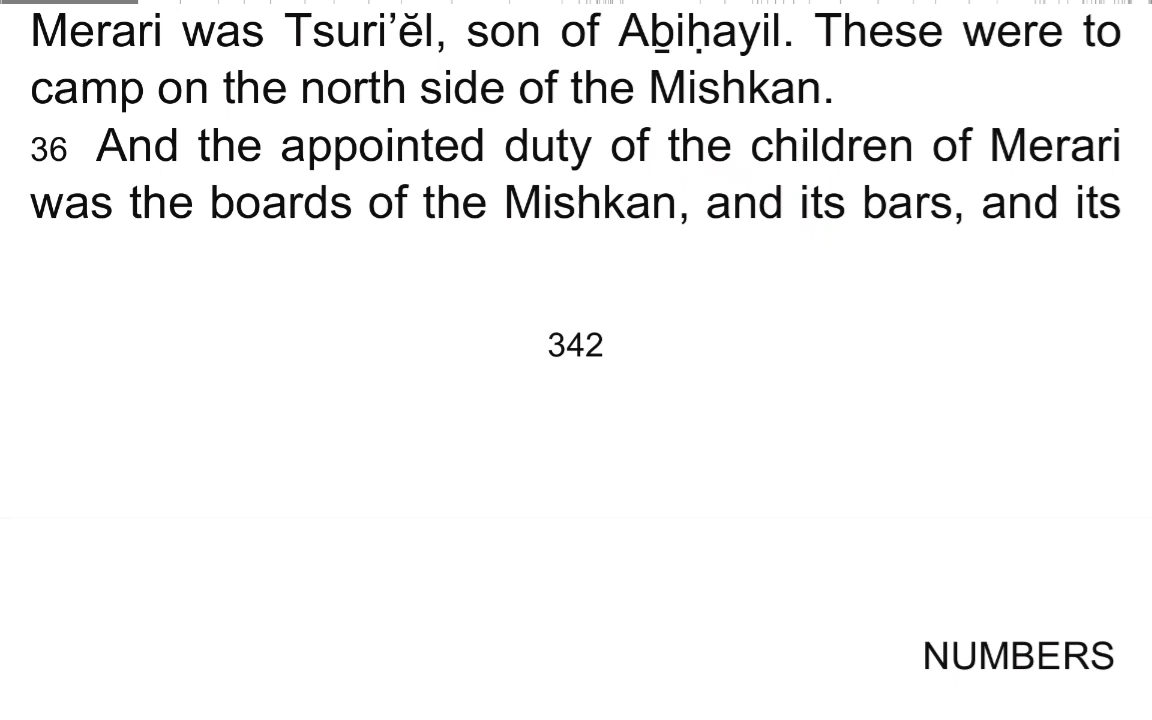 Merari was Tsuri’ĕl, son of Aḇiḥayil. These were to
camp on the north side of the Mishkan.
36 And the appointed duty of the children of Merari
was the boards of the Mishkan, and its bars, and its
342
NUMBERS